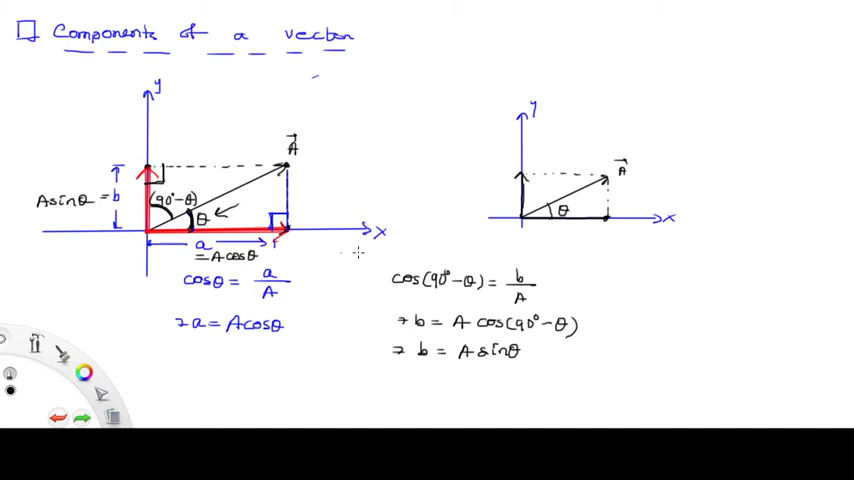 Components of a vector
y
A⃗
Asinθ = b
(90°-θ)
θ
a
x
= Acosθ
cosθ = a/A
→ a = Acosθ
y
A⃗
θ
x
cos(90°-θ) = b/A
→ b = A cos(90°-θ)
→ b = A sinθ